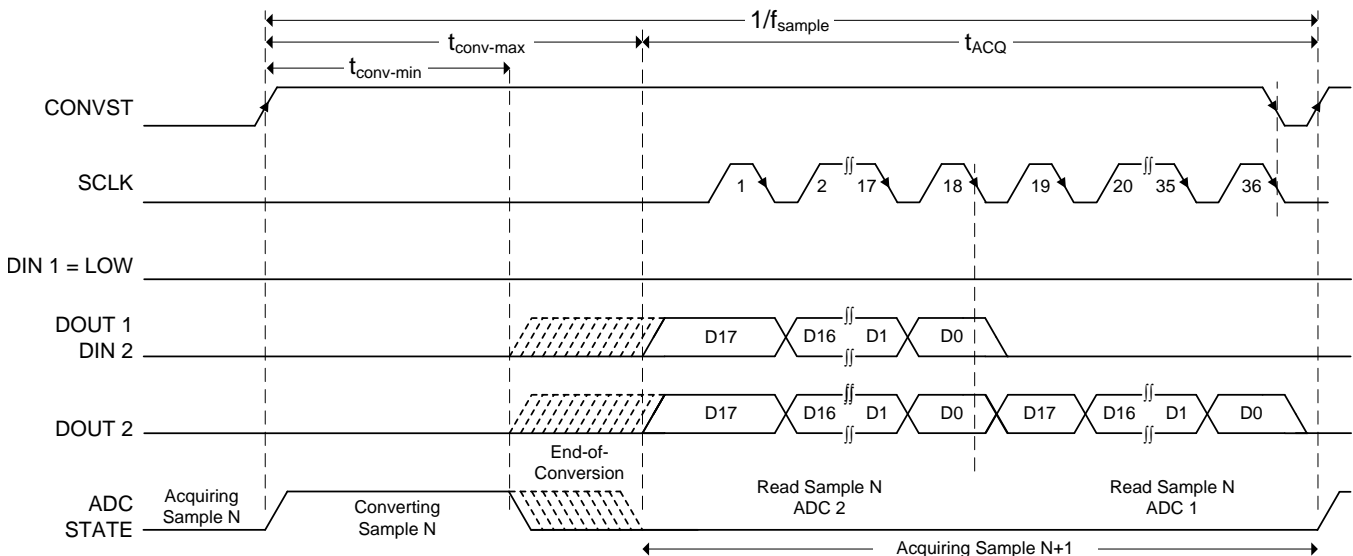 1/fsample
tconv-max
tACQ
tconv-min
CONVST
SCLK
1 2 ∫∫ 17 18 19 20 ∫∫ 35 36
DIN 1 = LOW
DOUT 1
DIN 2
D17 D16 ∫∫ D1 D0
∫∫
DOUT 2
D17 D16 ∫∫ D1 D0 D17 D16 ∫∫ D1 D0
∫∫ ∫∫
End-of-
Conversion
ADC
STATE
Acquiring
Sample N
Converting
Sample N
Read Sample N
ADC 2
Read Sample N
ADC 1
Acquiring Sample N+1